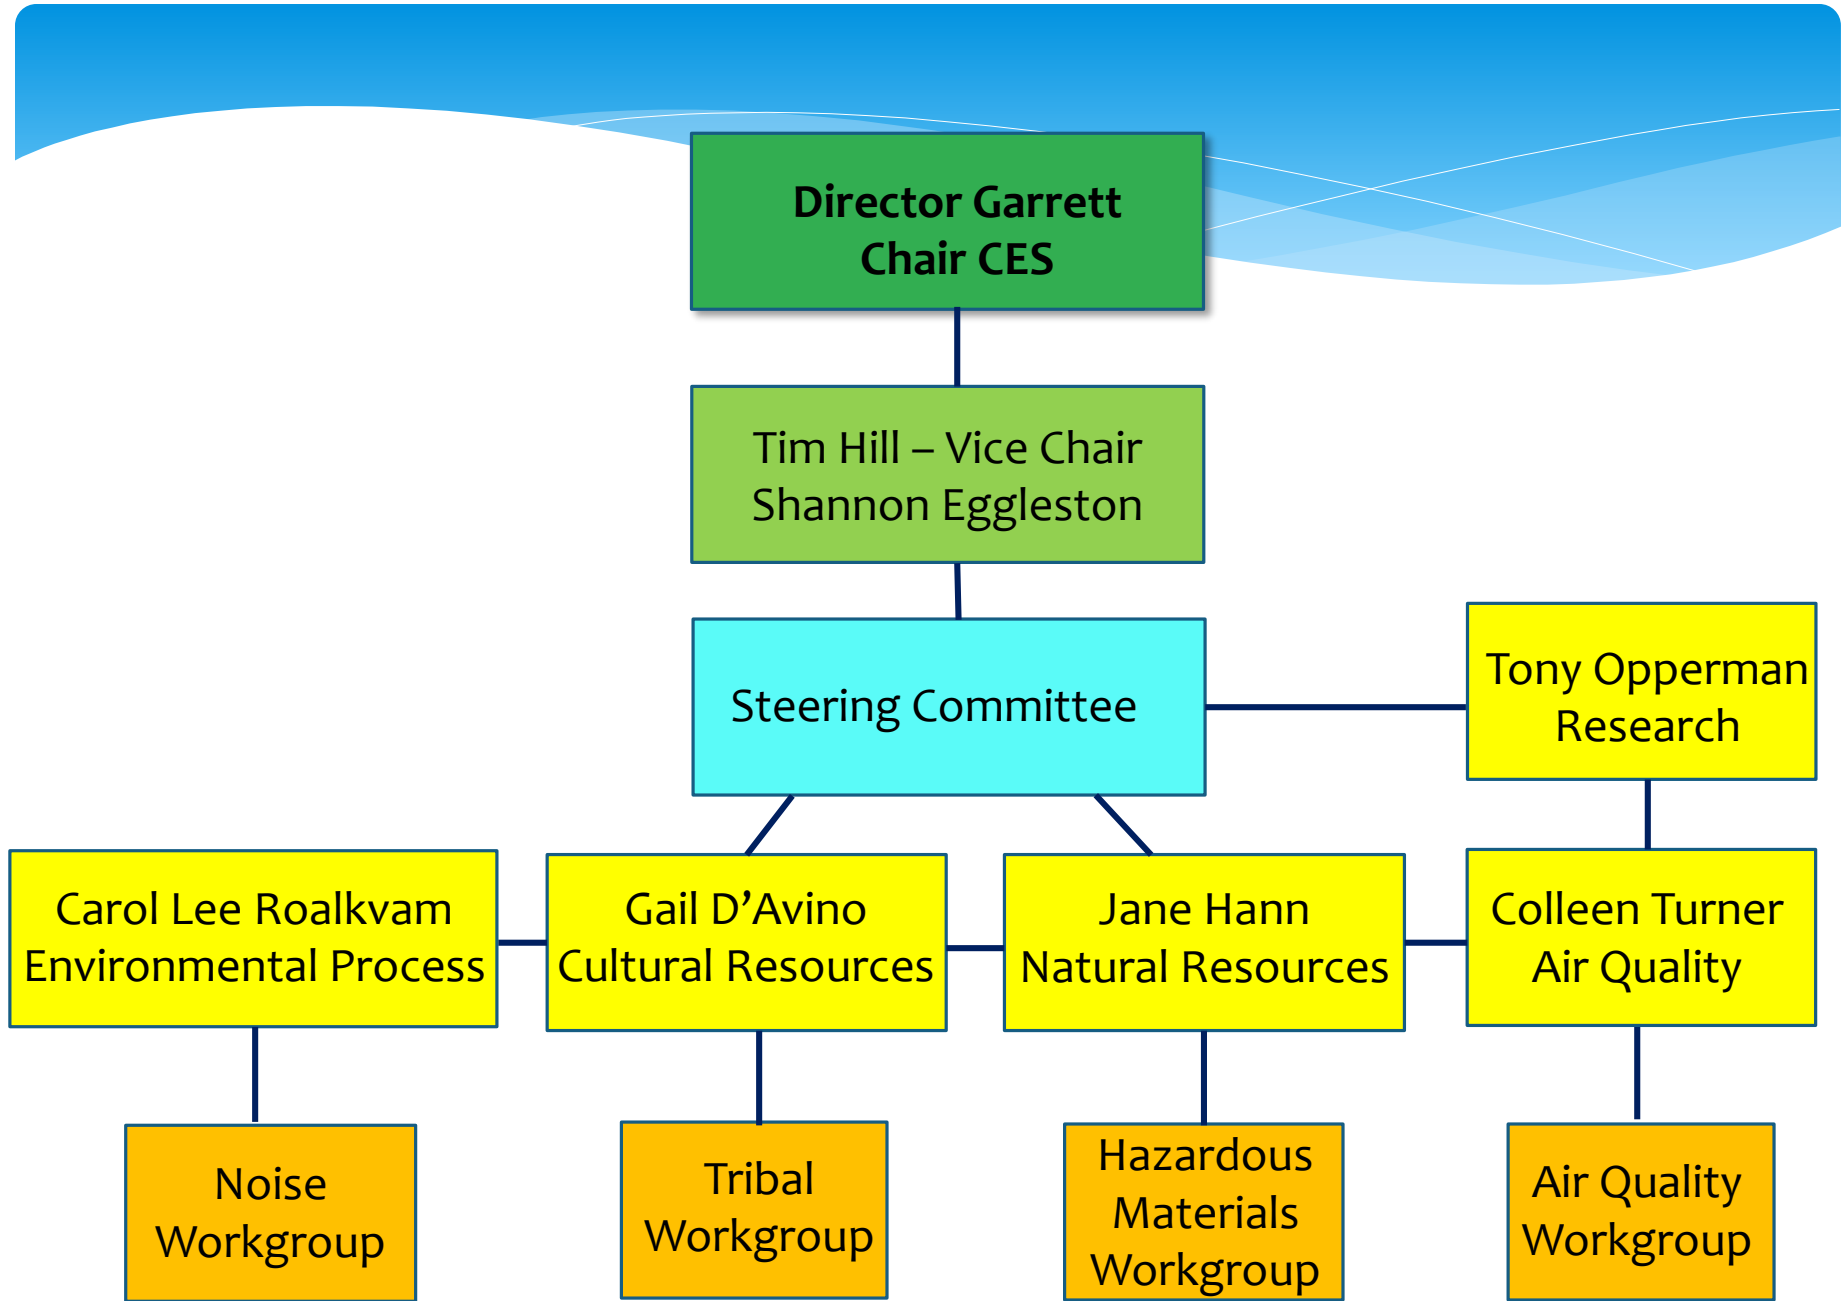 Director Garrett
Chair CES
Tim Hill – Vice Chair
Shannon Eggleston
Steering Committee
Tony Opperman
Research
Carol Lee Roalkvam
Environmental Process
Gail D’Avino
Cultural Resources
Jane Hann
Natural Resources
Colleen Turner
Air Quality
Noise
Workgroup
Tribal
Workgroup
Hazardous
Materials
Workgroup
Air Quality
Workgroup